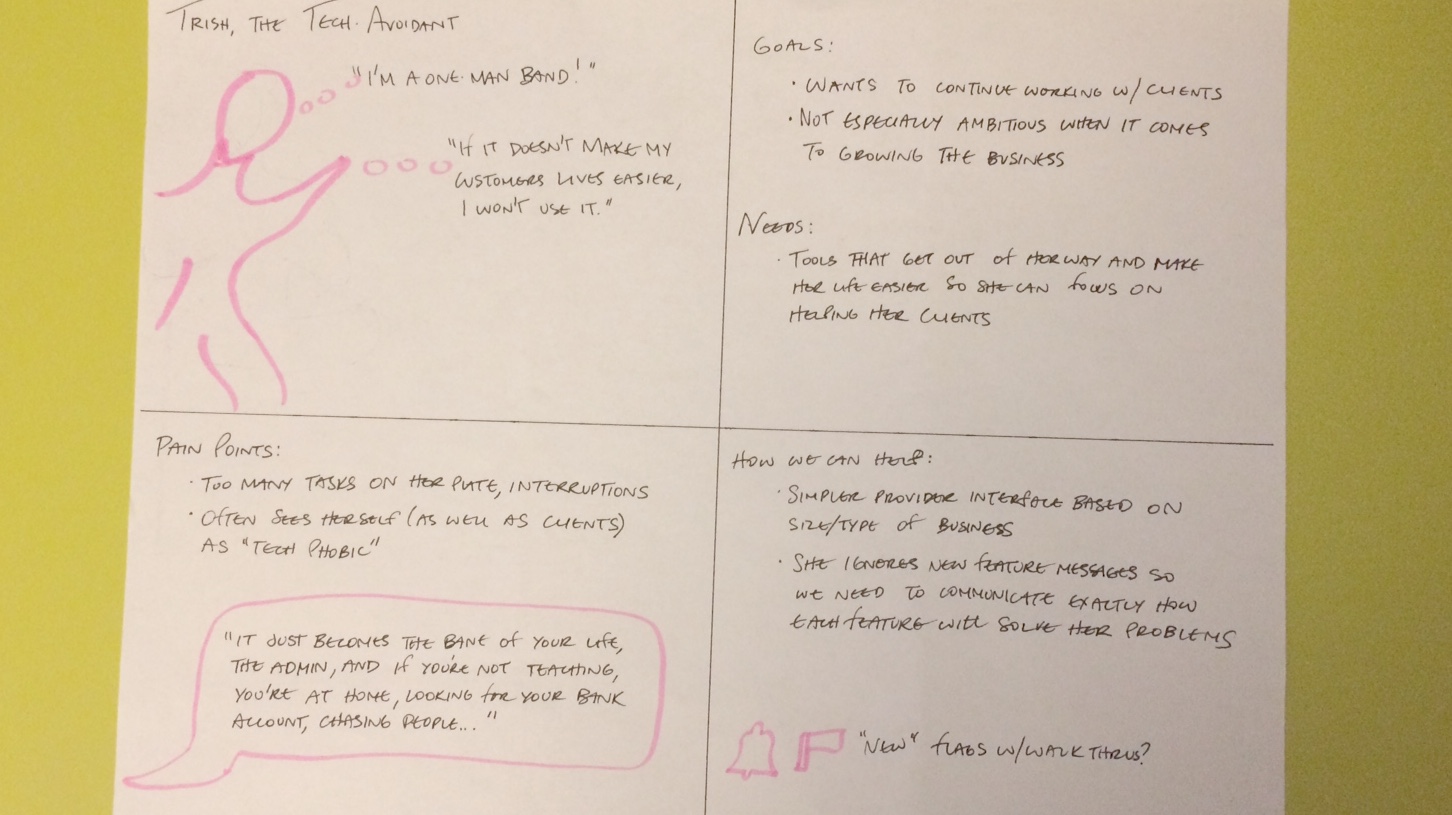 TRISH, THE TECH-AVOIDANT
"I'M A ONE-MAN BAND!"
"IF IT DOESN'T MAKE MY
CUSTOMERS LIVES EASIER,
I WON'T USE IT."
GOALS:
· WANTS TO CONTINUE WORKING W/ CLIENTS
· NOT ESPECIALLY AMBITIOUS WHEN IT COMES
TO GROWING THE BUSINESS
NEEDS:
· TOOLS THAT GET OUT OF HER WAY AND MAKE
HER LIFE EASIER SO SHE CAN FOCUS ON
HELPING HER CLIENTS
PAIN POINTS:
· TOO MANY TASKS ON HER PLATE, INTERRUPTIONS
· OFTEN SEES HERSELF (AS WELL AS CLIENTS)
AS "TECH PHOBIC"
"IT JUST BECOMES THE BANE OF YOUR LIFE,
THE ADMIN, AND IF YOU'RE NOT TEACHING,
YOU'RE AT HOME, LOOKING FOR YOUR BANK
ACCOUNT, CHASING PEOPLE..."
HOW WE CAN HELP:
· SIMPLER PROVIDER INTERFACE BASED ON
SIZE/TYPE OF BUSINESS
· SHE IGNORES NEW FEATURE MESSAGES SO
WE NEED TO COMMUNICATE EXACTLY HOW
EACH FEATURE WILL SOLVE HER PROBLEMS
"NEW" FLAGS W/WALK THRUS?